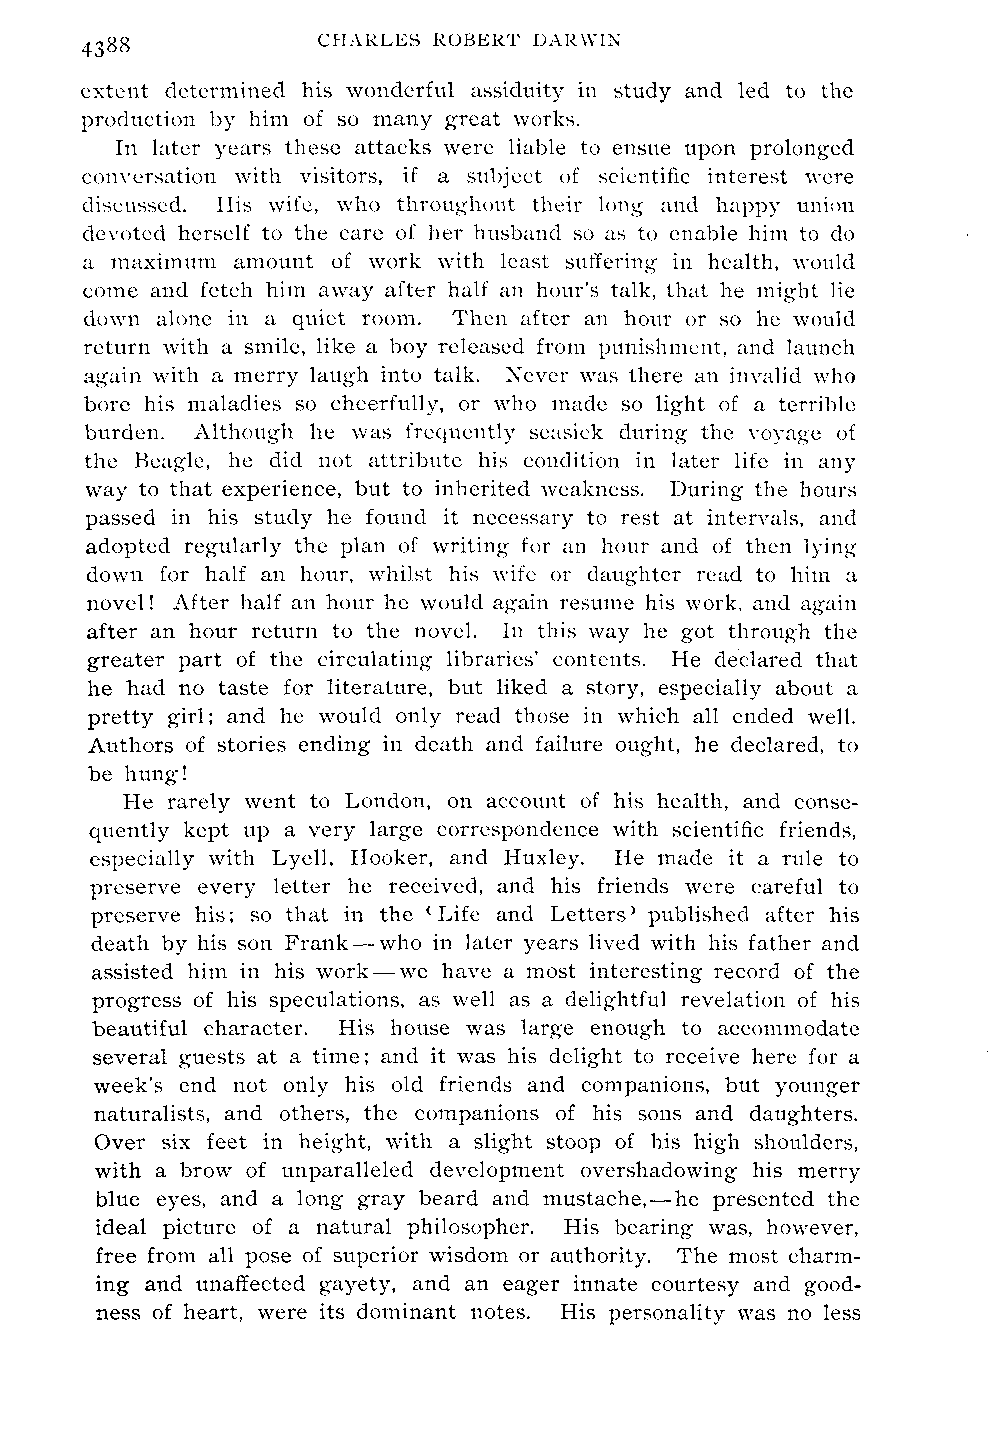 4388
CHARLES ROBERT DARWIN
extent determined his wonderful assiduity in study and led to the
production by him of so many great works.
In later years these attacks were liable to ensue upon prolonged
conversation with visitors, if a subject of scientific interest were
discussed. His wife, who throughout their long and happy union
devoted herself to the care of her husband so as to enable him to do
a maximum amount of work with least suffering in health, would
come and fetch him away after half an hour's talk, that he might lie
down alone in a quiet room. Then after an hour or so he would
return with a smile, like a boy released from punishment, and launch
again with a merry laugh into talk. Never was there an invalid who
bore his maladies so cheerfully, or who made so light of a terrible
burden. Although he was frequently seasick during the voyage of
the Beagle, he did not attribute his condition in later life in any
way to that experience, but to inherited weakness. During the hours
passed in his study he found it necessary to rest at intervals, and
adopted regularly the plan of writing for an hour and of then lying
down for half an hour, whilst his wife or daughter read to him a
novel! After half an hour he would again resume his work, and again
after an hour return to the novel. In this way he got through the
greater part of the circulating libraries' contents. He declared that
he had no taste for literature, but liked a story, especially about a
pretty girl; and he would only read those in which all ended well.
Authors of stories ending in death and failure ought, he declared, to
be hung!
He rarely went to London, on account of his health, and conse-
quently kept up a very large correspondence with scientific friends,
especially with Lyell, Hooker, and Huxley. He made it a rule to
preserve every letter he received, and his friends were careful to
preserve his; so that in the ‘Life and Letters’ published after his
death by his son Frank—who in later years lived with his father and
assisted him in his work—we have a most interesting record of the
progress of his speculations, as well as a delightful revelation of his
beautiful character. His house was large enough to accommodate
several guests at a time; and it was his delight to receive here for a
week's end not only his old friends and companions, but younger
naturalists, and others, the companions of his sons and daughters.
Over six feet in height, with a slight stoop of his high shoulders,
with a brow of unparalleled development overshadowing his merry
blue eyes, and a long gray beard and mustache,—he presented the
ideal picture of a natural philosopher. His bearing was, however,
free from all pose of superior wisdom or authority. The most charm-
ing and unaffected gayety, and an eager innate courtesy and good-
ness of heart, were its dominant notes. His personality was no less